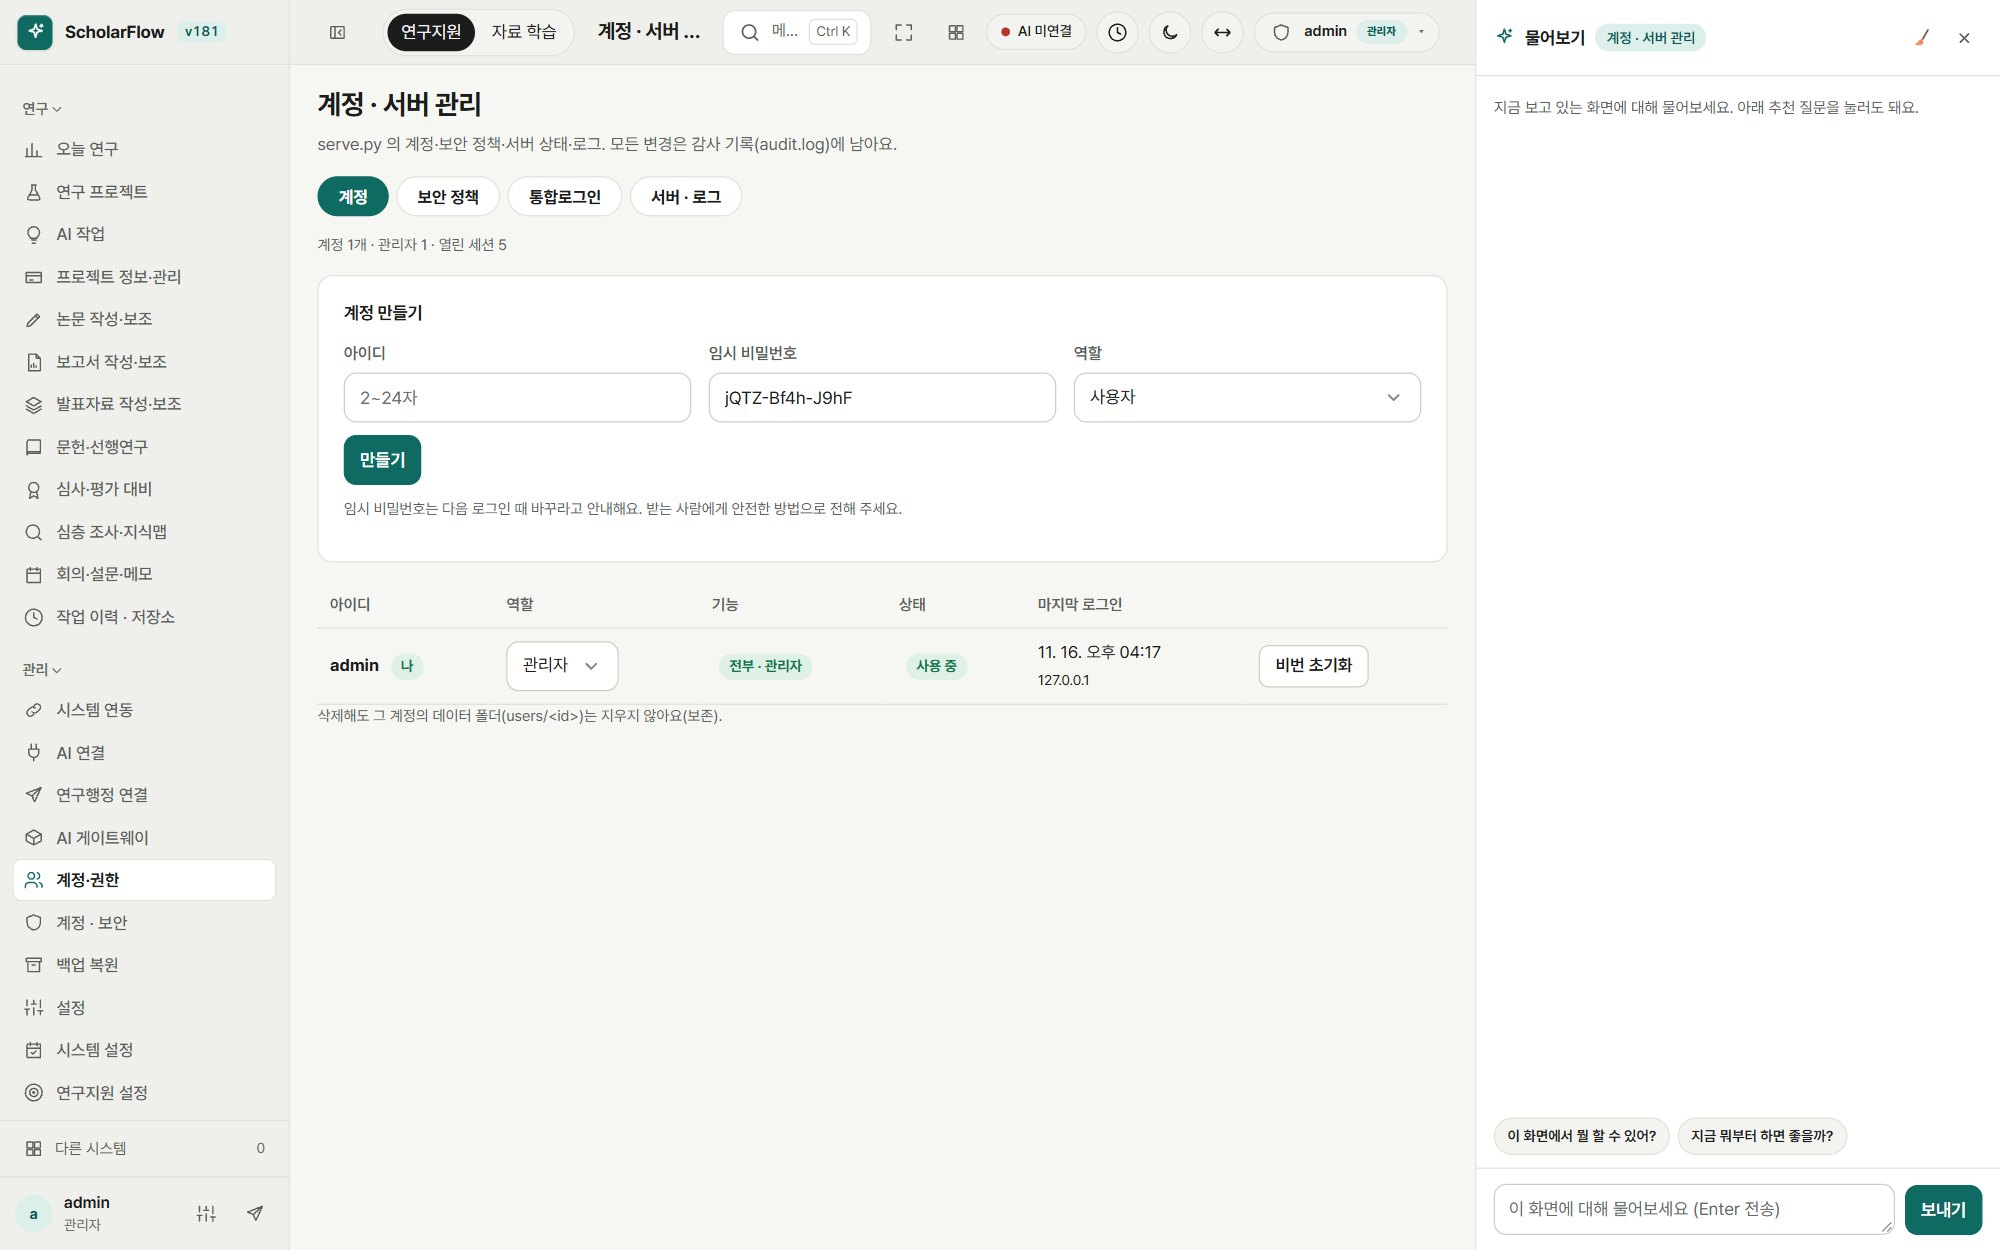 ScholarFlow v181
연구
오늘 연구
연구 프로젝트
AI 작업
프로젝트 정보·관리
논문 작성·보조
보고서 작성·보조
발표자료 작성·보조
문헌·선행연구
심사·평가 대비
심층 조사·지식맵
회의·설문·메모
작업 이력 · 저장소
관리
시스템 연동
AI 연결
연구행정 연결
AI 게이트웨이
계정·권한
계정 · 보안
백업 복원
설정
시스템 설정
연구지원 설정
다른 시스템 0
a admin
관리자
연구지원 자료 학습 계정 · 서버 ... 메... Ctrl K AI 미연결 admin 관리자
계정 · 서버 관리
serve.py 의 계정·보안 정책·서버 상태·로그. 모든 변경은 감사 기록(audit.log)에 남아요.
계정 보안 정책 통합로그인 서버 · 로그
계정 1개 · 관리자 1 · 열린 세션 5
계정 만들기
아이디 임시 비밀번호 역할
2~24자 jQTZ-Bf4h-J9hF 사용자
만들기
임시 비밀번호는 다음 로그인 때 바꾸라고 안내해요. 받는 사람에게 안전한 방법으로 전해 주세요.
아이디 역할 기능 상태 마지막 로그인
admin 나 관리자 전부 · 관리자 사용 중 11. 16. 오후 04:17 비번 초기화
127.0.0.1
삭제해도 그 계정의 데이터 폴더(users/<id>)는 지우지 않아요(보존).
물어보기 계정 · 서버 관리
지금 보고 있는 화면에 대해 물어보세요. 아래 추천 질문을 눌러도 돼요.
이 화면에서 뭘 할 수 있어? 지금 뭐부터 하면 좋을까?
이 화면에 대해 물어보세요 (Enter 전송) 보내기